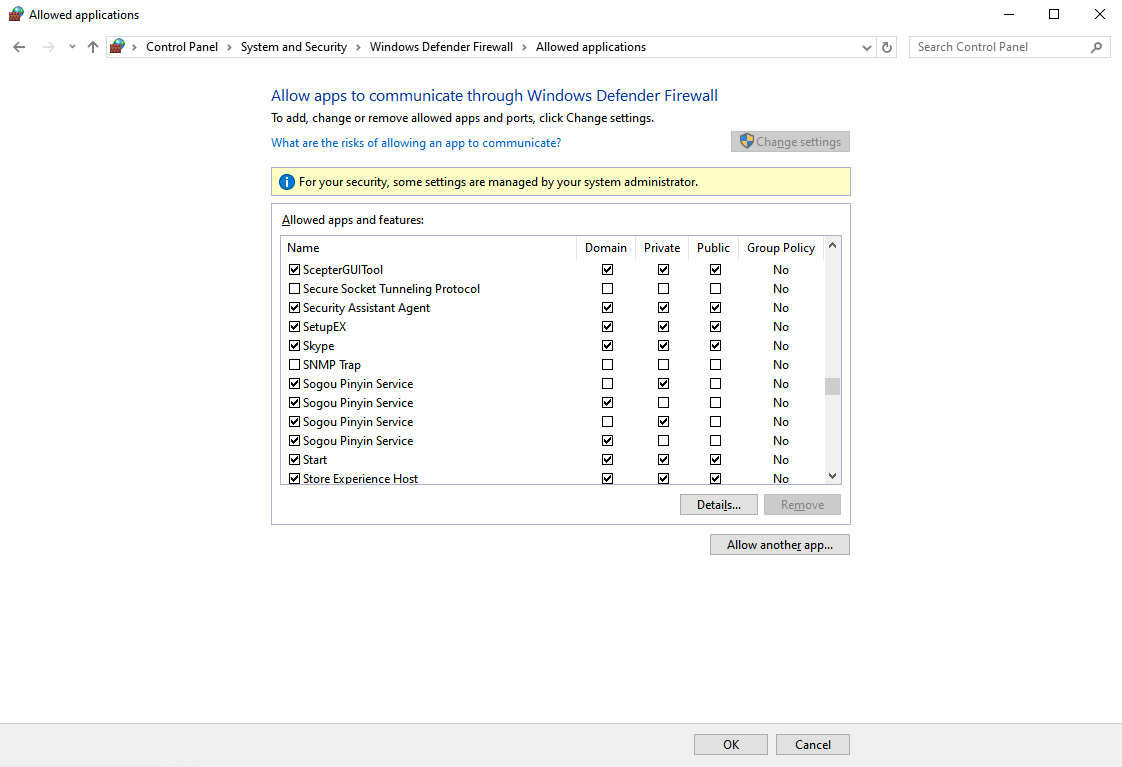 Allowed applications
Control Panel > System and Security > Windows Defender Firewall > Allowed applications
Search Control Panel
Allow apps to communicate through Windows Defender Firewall
To add, change or remove allowed apps and ports, click Change settings.
What are the risks of allowing an app to communicate?
Change settings
For your security, some settings are managed by your system administrator.
Allowed apps and features:
Name Domain Private Public Group Policy
ScepterGUITool No
Secure Socket Tunneling Protocol No
Security Assistant Agent No
SetupEX No
Skype No
SNMP Trap No
Sogou Pinyin Service No
Sogou Pinyin Service No
Sogou Pinyin Service No
Sogou Pinyin Service No
Start No
Store Experience Host No
Details... Remove
Allow another app...
OK Cancel